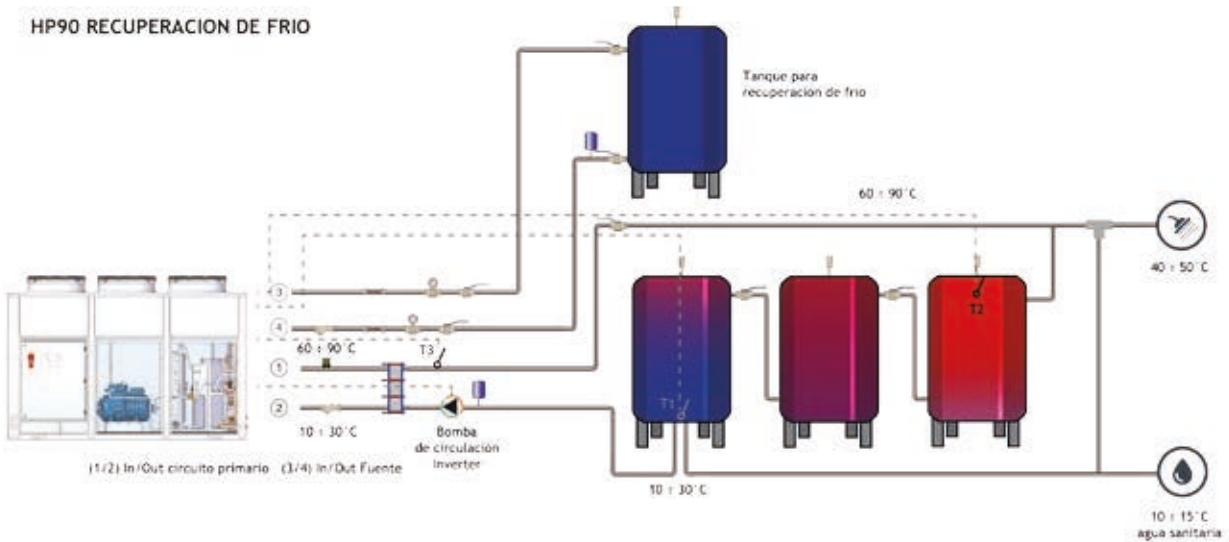 HP90 RECUPERACION DE FRIO
Tanque para
recuperacion de frio
60 ÷ 90°C
40 ÷ 50°C
3
4
60 ÷ 90°C
T3
T2
1
T1
2
10 ÷ 30°C
Bomba
de circulación
Inverter
(1/2) In/Out circuito primario (3/4) In/Out Fuente
10 ÷ 30°C
10 ÷ 15°C
agua sanitaria